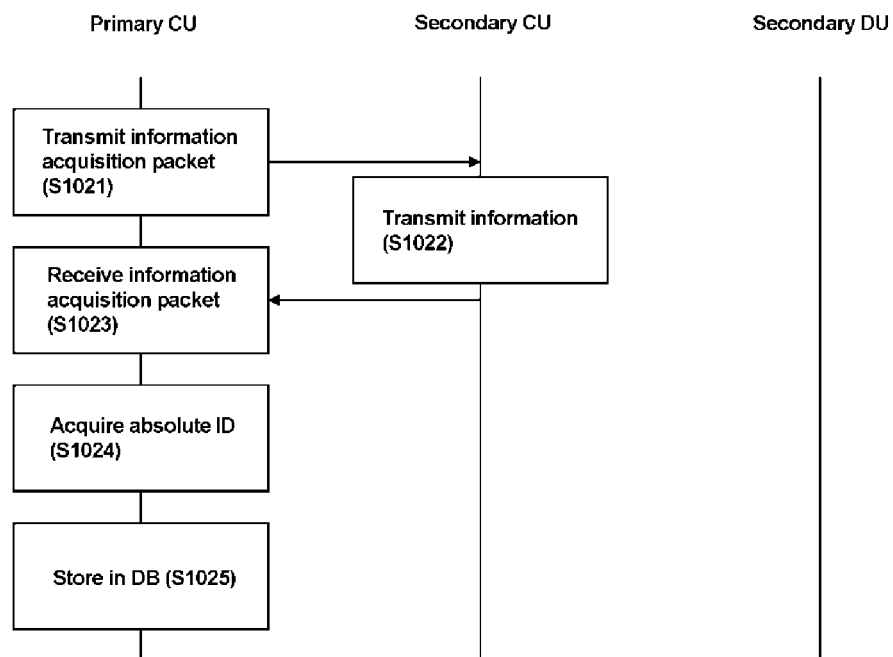 Primary CU
Secondary CU
Secondary DU
Transmit information
acquisition packet
(S1021)
Transmit information
(S1022)
Receive information
acquisition packet
(S1023)
Acquire absolute ID
(S1024)
Store in DB (S1025)